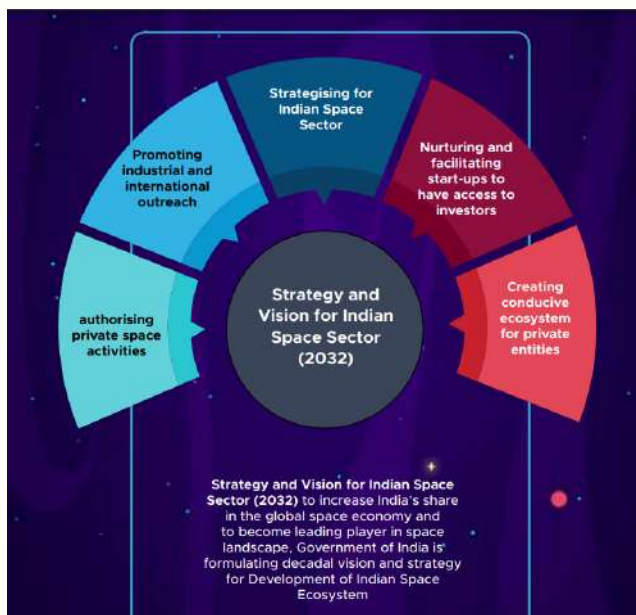 Strategising for
Indian Space
Sector
Promoting
industrial and
international
outreach
Nurturing and
facilitating
start-ups to
have access to
investors
authorising
private space
activities
Strategy and
Vision for Indian
Space Sector
(2032)
Creating
conducive
ecosystem
for private
entities
Strategy and Vision for Indian Space
Sector (2032) to increase India's share
in the global space economy and
to become leading player in space
landscape, Government of India is
formulating decadal vision and strategy
for Development of Indian Space
Ecosystem